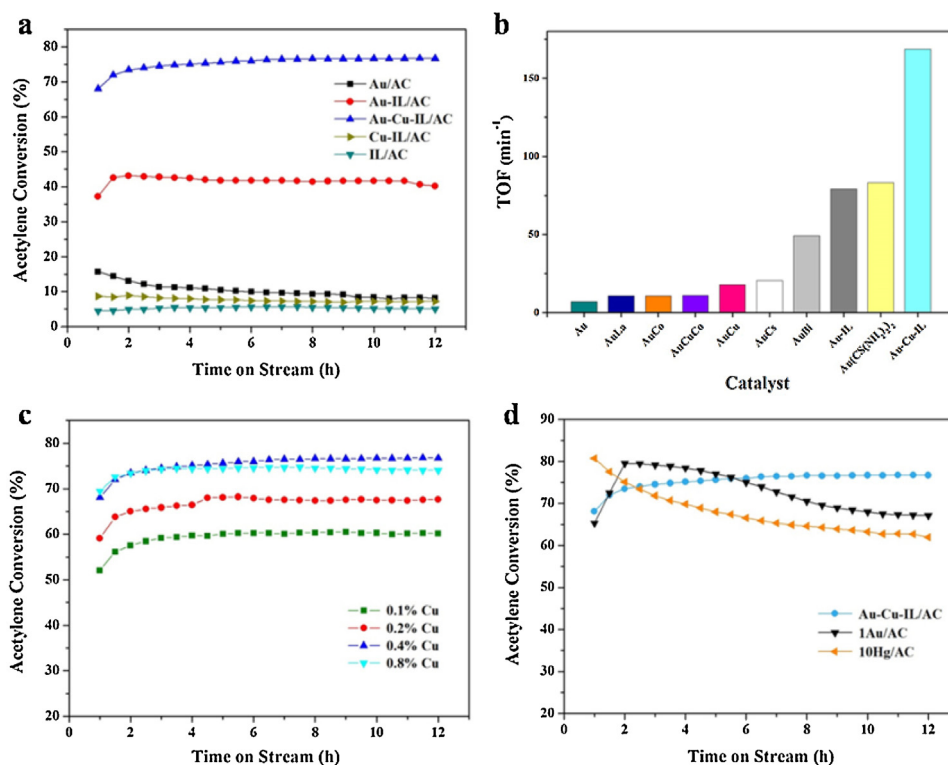 a
Acetylene Conversion (%)
80
70
60
50
40
30
20
10
0
Au/AC
Au-IL/AC
Au-Cu-IL/AC
Cu-IL/AC
IL/AC
0 2 4 6 8 10 12
Time on Stream (h)
b
TOF (min-1)
150
100
50
0
Au
AuLa
AuCo
AuCuCo
AuCu
AuCs
AuBi
Au-IL
Au-Cu-IL
Catalyst
c
Acetylene Conversion (%)
80
70
60
50
40
30
20
0.1% Cu
0.2% Cu
0.4% Cu
0.8% Cu
0 2 4 6 8 10 12
Time on Stream (h)
d
Acetylene Conversion (%)
90
80
70
60
50
40
30
20
Au-Cu-IL/AC
1Au/AC
10Hg/AC
0 2 4 6 8 10 12
Time on Stream (h)